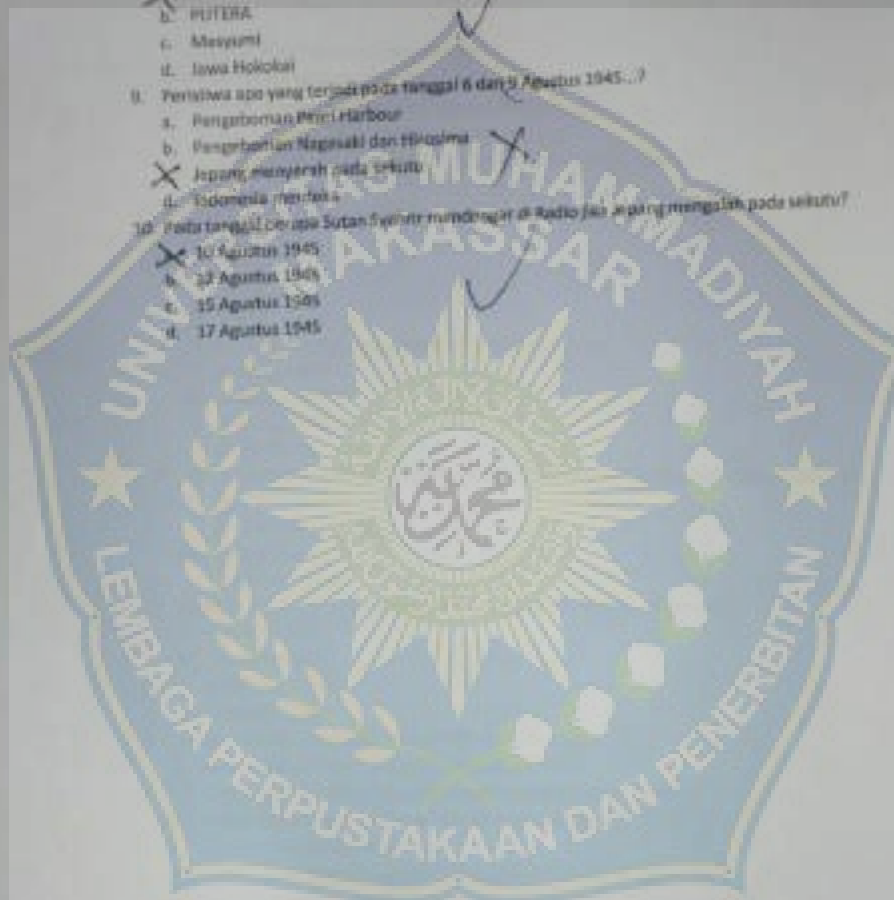 b. PUTERA
c. Masyumi
d. Jawa Hokokai
9. Peristiwa apa yang terjadi pada tanggal 6 dan 9 Agustus 1945...?
a. Pengeboman Pearl Harbour
b. Pengeboman Nagasaki dan Hirosima
Jepang menyerah pada sekutu
d. Indonesia merdeka
10. Pada tanggal berapa Sutan Syahrir mendengar di Radio jika Jepang mengalah pada sekutu?
10 Agustus 1945
b. 12 Agustus 1945
c. 15 Agustus 1945
d. 17 Agustus 1945
UNIVERSITAS MUHAMMADIYAH
MAKASSAR
محمدية
LEMBAGA PERPUSTAKAAN DAN PENERBITAN